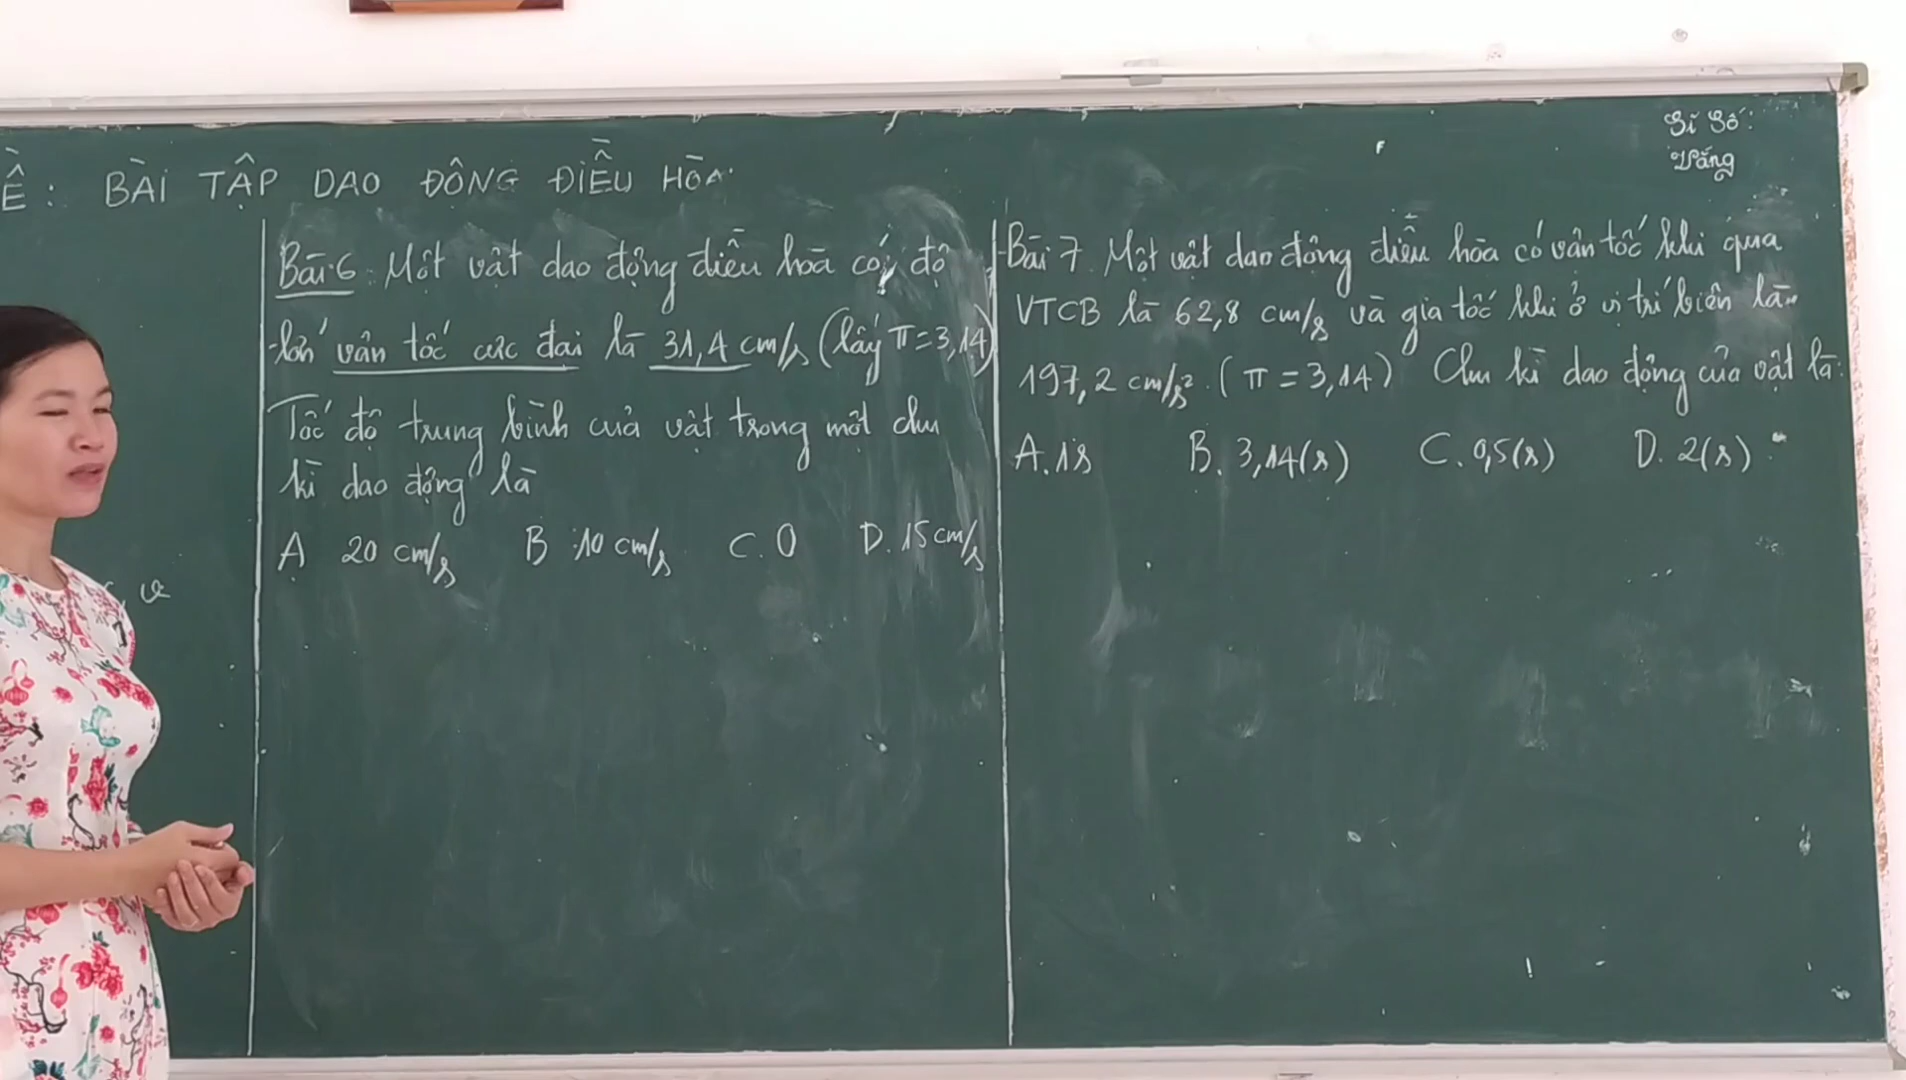 Ề: BÀI TẬP DAO ĐỘNG ĐIỀU HÒA
Sĩ Số:
Vắng
Bài 6: Một vật dao động điều hòa có độ
lớn vận tốc cực đại là 31,4 cm/s (lấy π = 3,14)
Tốc độ trung bình của vật trong một chu
kì dao động là
A 20 cm/s B. 10 cm/s C. 0 D. 15 cm/s
v
Bài 7. Một vật dao động điều hòa có vận tốc khi qua
VTCB là 62,8 cm/s và gia tốc khi ở vị trí biên là
197,2 cm/s². (π = 3,14) Chu kì dao động của vật là:
A. 1s B. 3,14(s) C. 0,5(s) D. 2(s)